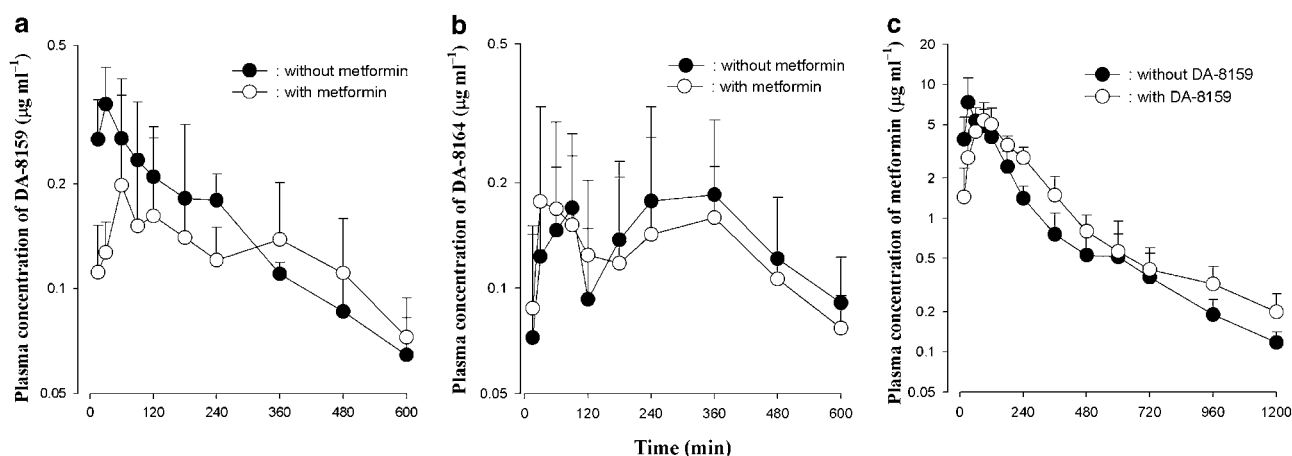 a
Plasma concentration of DA-8159 (µg ml⁻¹)
0.5
0.2
0.1
0.05
: without metformin
: with metformin
0 120 240 360 480 600
b
Plasma concentration of DA-8164 (µg ml⁻¹)
0.5
0.2
0.1
0.05
: without metformin
: with metformin
0 120 240 360 480 600
Time (min)
c
Plasma concentration of metformin (µg ml⁻¹)
20
10
5
2
1
0.5
0.2
0.1
0.05
: without DA-8159
: with DA-8159
0 240 480 720 960 1200